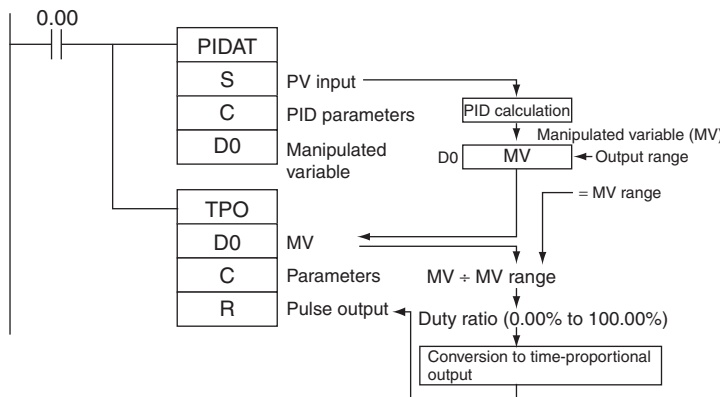 0.00
PIDAT
S PV input
C PID parameters
D0 Manipulated
variable
PID calculation
Manipulated variable (MV)
D0 MV Output range
= MV range
TPO
D0 MV
C Parameters
R Pulse output
MV ÷ MV range
Duty ratio (0.00% to 100.00%)
Conversion to time-proportional
output